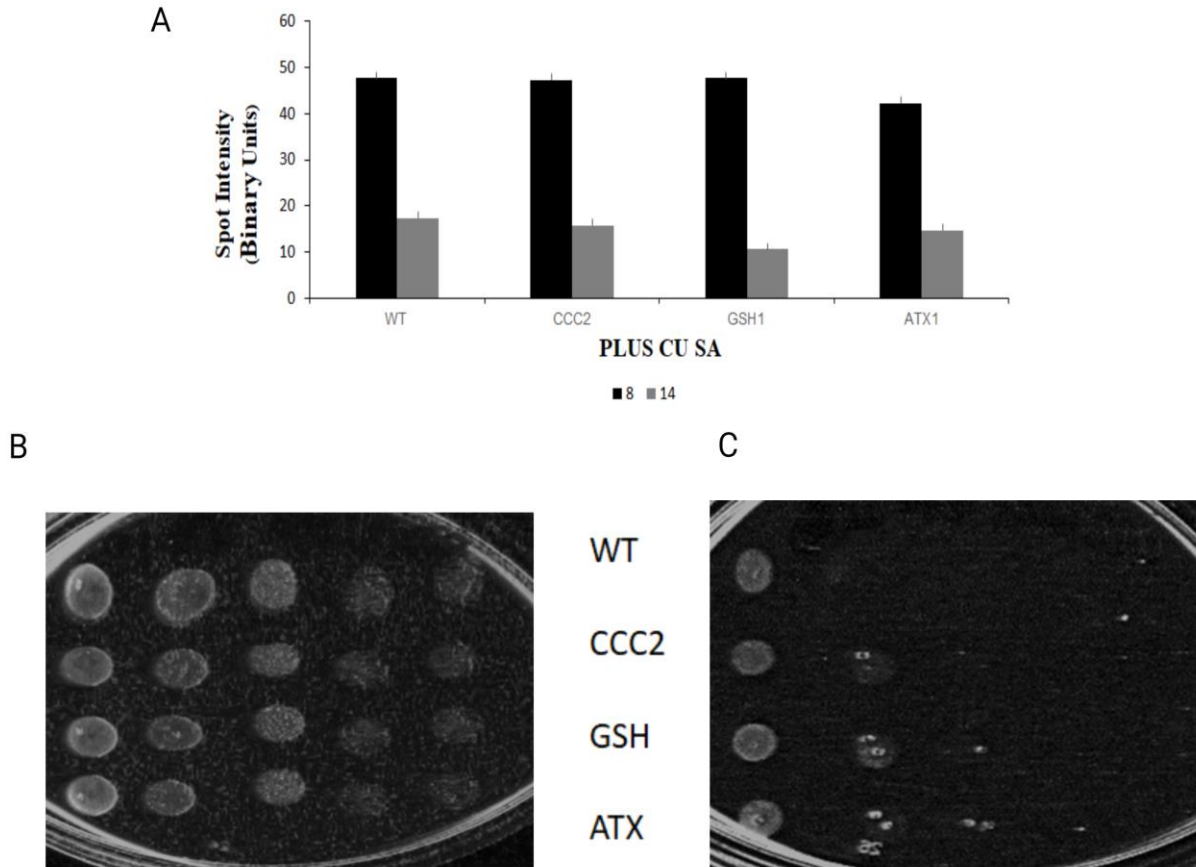 A
60
50
40
30
20
10
0
Spot Intensity
(Binary Units)
WT CCC2 GSH1 ATX1
PLUS CU SA
8 14
B
C
WT
CCC2
GSH
ATX